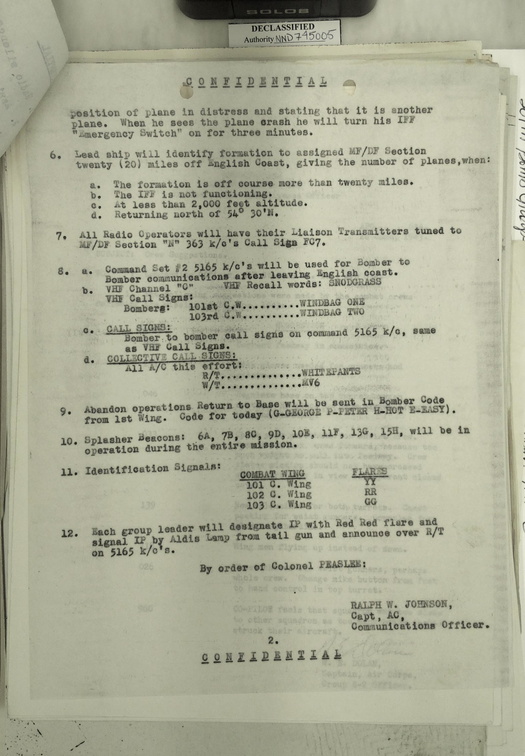 SOLOS
DECLASSIFIED
Authority NND745005
C O N F I D E N T I A L
position of plane in distress and stating that it is another
plane. When he sees the plane crash he will turn his IFF
"Emergency Switch" on for three minutes.
6. Lead ship will identify formation to assigned MF/DF Section
twenty (20) miles off English Coast, giving the number of planes,when:
a. The formation is off course more than twenty miles.
b. The IFF is not functioning.
c. At less than 2,000 feet altitude.
d. Returning north of 54° 30'N.
7. All Radio Operators will have their Liaison Transmitters tuned to
MF/DF Section "N" 363 k/c's Call Sign FC7.
8. a. Command Set #2 5165 k/c's will be used for Bomber to
Bomber communications after leaving English coast.
b. VHF Channel "C" VHF Recall words: SNODGRASS
VHF Call Signs:
Bombers: 101st C.W..........WINDBAG ONE
103rd C.W..........WINDBAG TWO
c. CALL SIGNS:
Bomber to bomber call signs on command 5165 k/c, same
as VHF Call Signs.
d. COLLECTIVE CALL SIGNS:
All A/C this effort:
R/T.............WHITEPANTS
W/T.............MV6
9. Abandon operations Return to Base will be sent in Bomber Code
from 1st Wing. Code for today (G-GEORGE P-PETER H-HOT E-EASY).
10. Splasher Beacons: 6A, 7B, 8C, 9D, 10E, 11F, 13G, 15H, will be in
operation during the entire mission.
11. Identification Signals:
COMBAT WING FLARES
101 C. Wing YY
102 C. Wing RR
103 C. Wing GG
12. Each group leader will designate IP with Red Red flare and
signal IP by Aldis Lamp from tail gun and announce over R/T
on 5165 k/c's.
By order of Colonel PEASLEE:
RALPH W. JOHNSON,
Capt, AC,
Communications Officer.
2.
C O N F I D E N T I A L